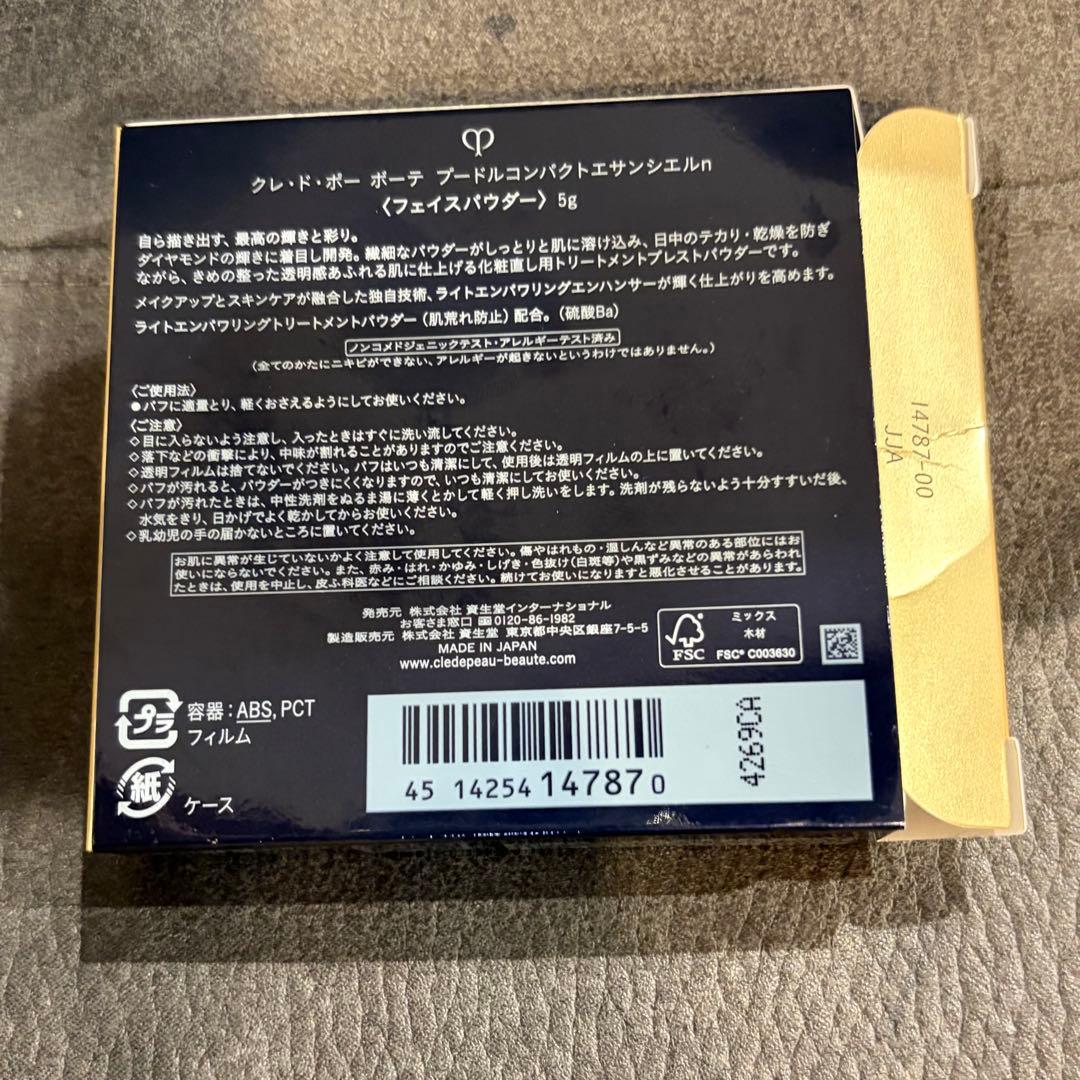 クレ・ド・ポー ボーテ プードルコンパクトエサンシエルn
〈フェイスパウダー〉5g
自ら描き出す、最高の輝きと彩り。
ダイヤモンドの輝きに着目し開発。繊細なパウダーがしっとりと肌に溶け込み、日中のテカリ・乾燥を防ぎ
ながら、きめの整った透明感あふれる肌に仕上げる化粧直し用トリートメントプレストパウダーです。
メイクアップとスキンケアが融合した独自技術、ライトエンパワリングエンハンサーが輝く仕上がりを高めます。
ライトエンパワリングトリートメントパウダー（肌荒れ防止）配合。（硫酸Ba）
ノンコメドジェニックテスト・アレルギーテスト済み
（全てのかたにニキビができない、アレルギーが起きないというわけではありません。）
〈ご使用法〉
●パフに適量とり、軽くおさえるようにしてお使いください。
〈ご注意〉
◇目に入らないよう注意し、入ったときはすぐに洗い流してください。
◇落下などの衝撃により、中味が割れることがありますのでご注意ください。
◇透明フィルムは捨てないでください。パフはいつも清潔にして、使用後は透明フィルムの上に置いてください。
◇パフが汚れると、パウダーがつきにくくなりますので、いつも清潔にしてお使いください。
◇パフが汚れたときは、中性洗剤をぬるま湯に薄くとかして軽く押し洗いをします。洗剤が残らないよう十分すすいだ後、
水気をきり、日かげでよく乾かしてからお使いください。
◇乳幼児の手の届かないところに置いてください。
お肌に異常が生じていないかよく注意して使用してください。傷やはれもの・湿しんなど異常のある部位にはお
使いにならないでください。また、赤み・はれ・かゆみ・しげき・色抜け(白斑等)や黒ずみなどの異常があらわれ
たときは、使用を中止し、皮ふ科医などにご相談ください。続けてお使いになりますと悪化することがあります。
発売元 株式会社 資生堂インターナショナル
お客さま窓口 0120-86-1982
製造販売元 株式会社 資生堂 東京都中央区銀座7-5-5
MADE IN JAPAN
www.cledepeau-beaute.com
FSC
ミックス
木材
FSC® C003630
プラ
容器：ABS, PCT
フィルム
紙
ケース
45 14254 14787 0
4269CA
14787-00
JJA